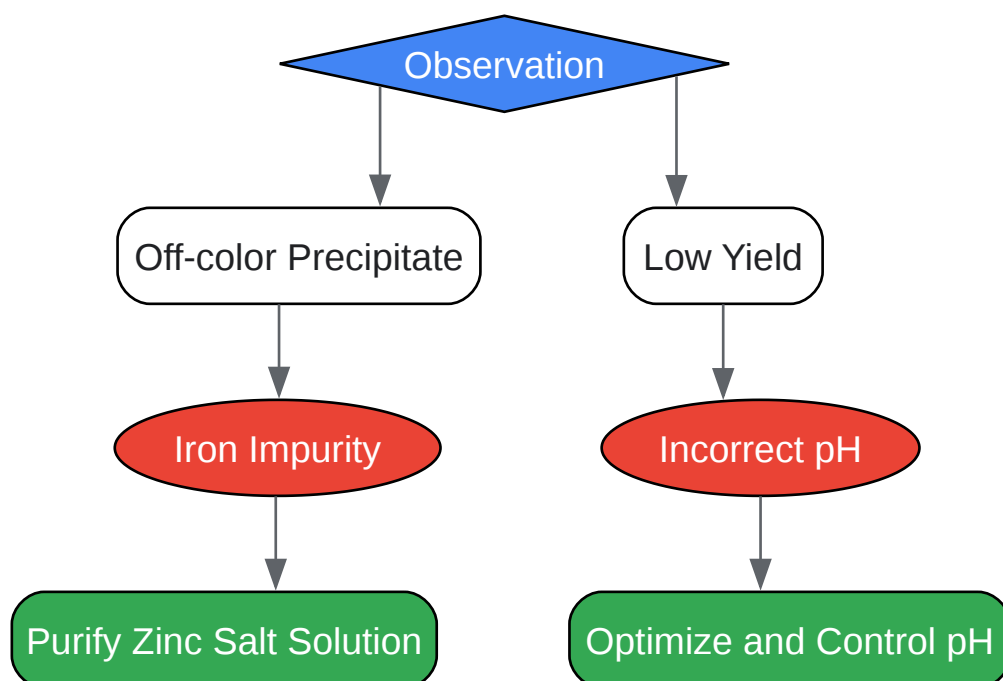 Observation
Off-color Precipitate
Low Yield
Iron Impurity
Incorrect pH
Purify Zinc Salt Solution
Optimize and Control pH